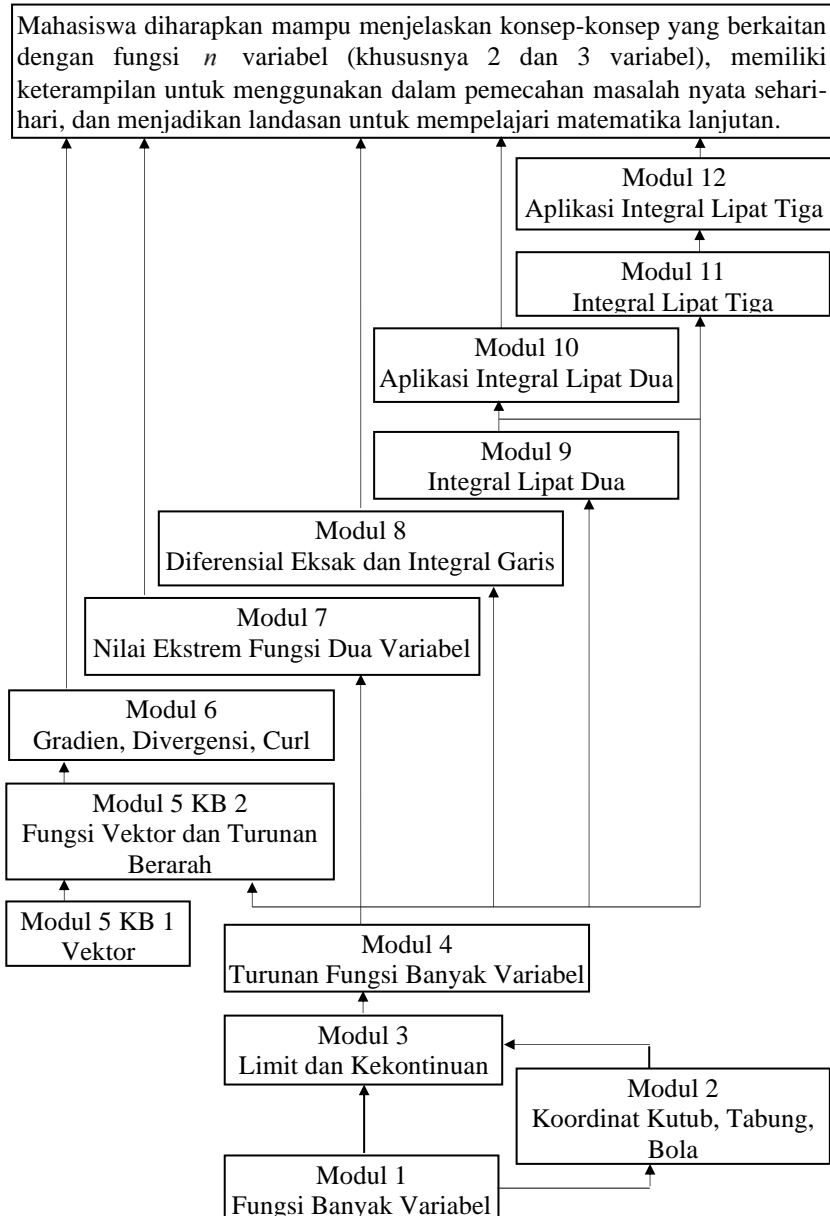 Mahasiswa diharapkan mampu menjelaskan konsep-konsep yang berkaitan
dengan fungsi n variabel (khususnya 2 dan 3 variabel), memiliki
keterampilan untuk menggunakan dalam pemecahan masalah nyata sehari-
hari, dan menjadikan landasan untuk mempelajari matematika lanjutan.
Modul 12
Aplikasi Integral Lipat Tiga
Modul 11
Integral Lipat Tiga
Modul 10
Aplikasi Integral Lipat Dua
Modul 9
Integral Lipat Dua
Modul 8
Diferensial Eksak dan Integral Garis
Modul 7
Nilai Ekstrem Fungsi Dua Variabel
Modul 6
Gradien, Divergensi, Curl
Modul 5 KB 2
Fungsi Vektor dan Turunan
Berarah
Modul 5 KB 1
Vektor
Modul 4
Turunan Fungsi Banyak Variabel
Modul 3
Limit dan Kekontinuan
Modul 2
Koordinat Kutub, Tabung,
Bola
Modul 1
Fungsi Banyak Variabel